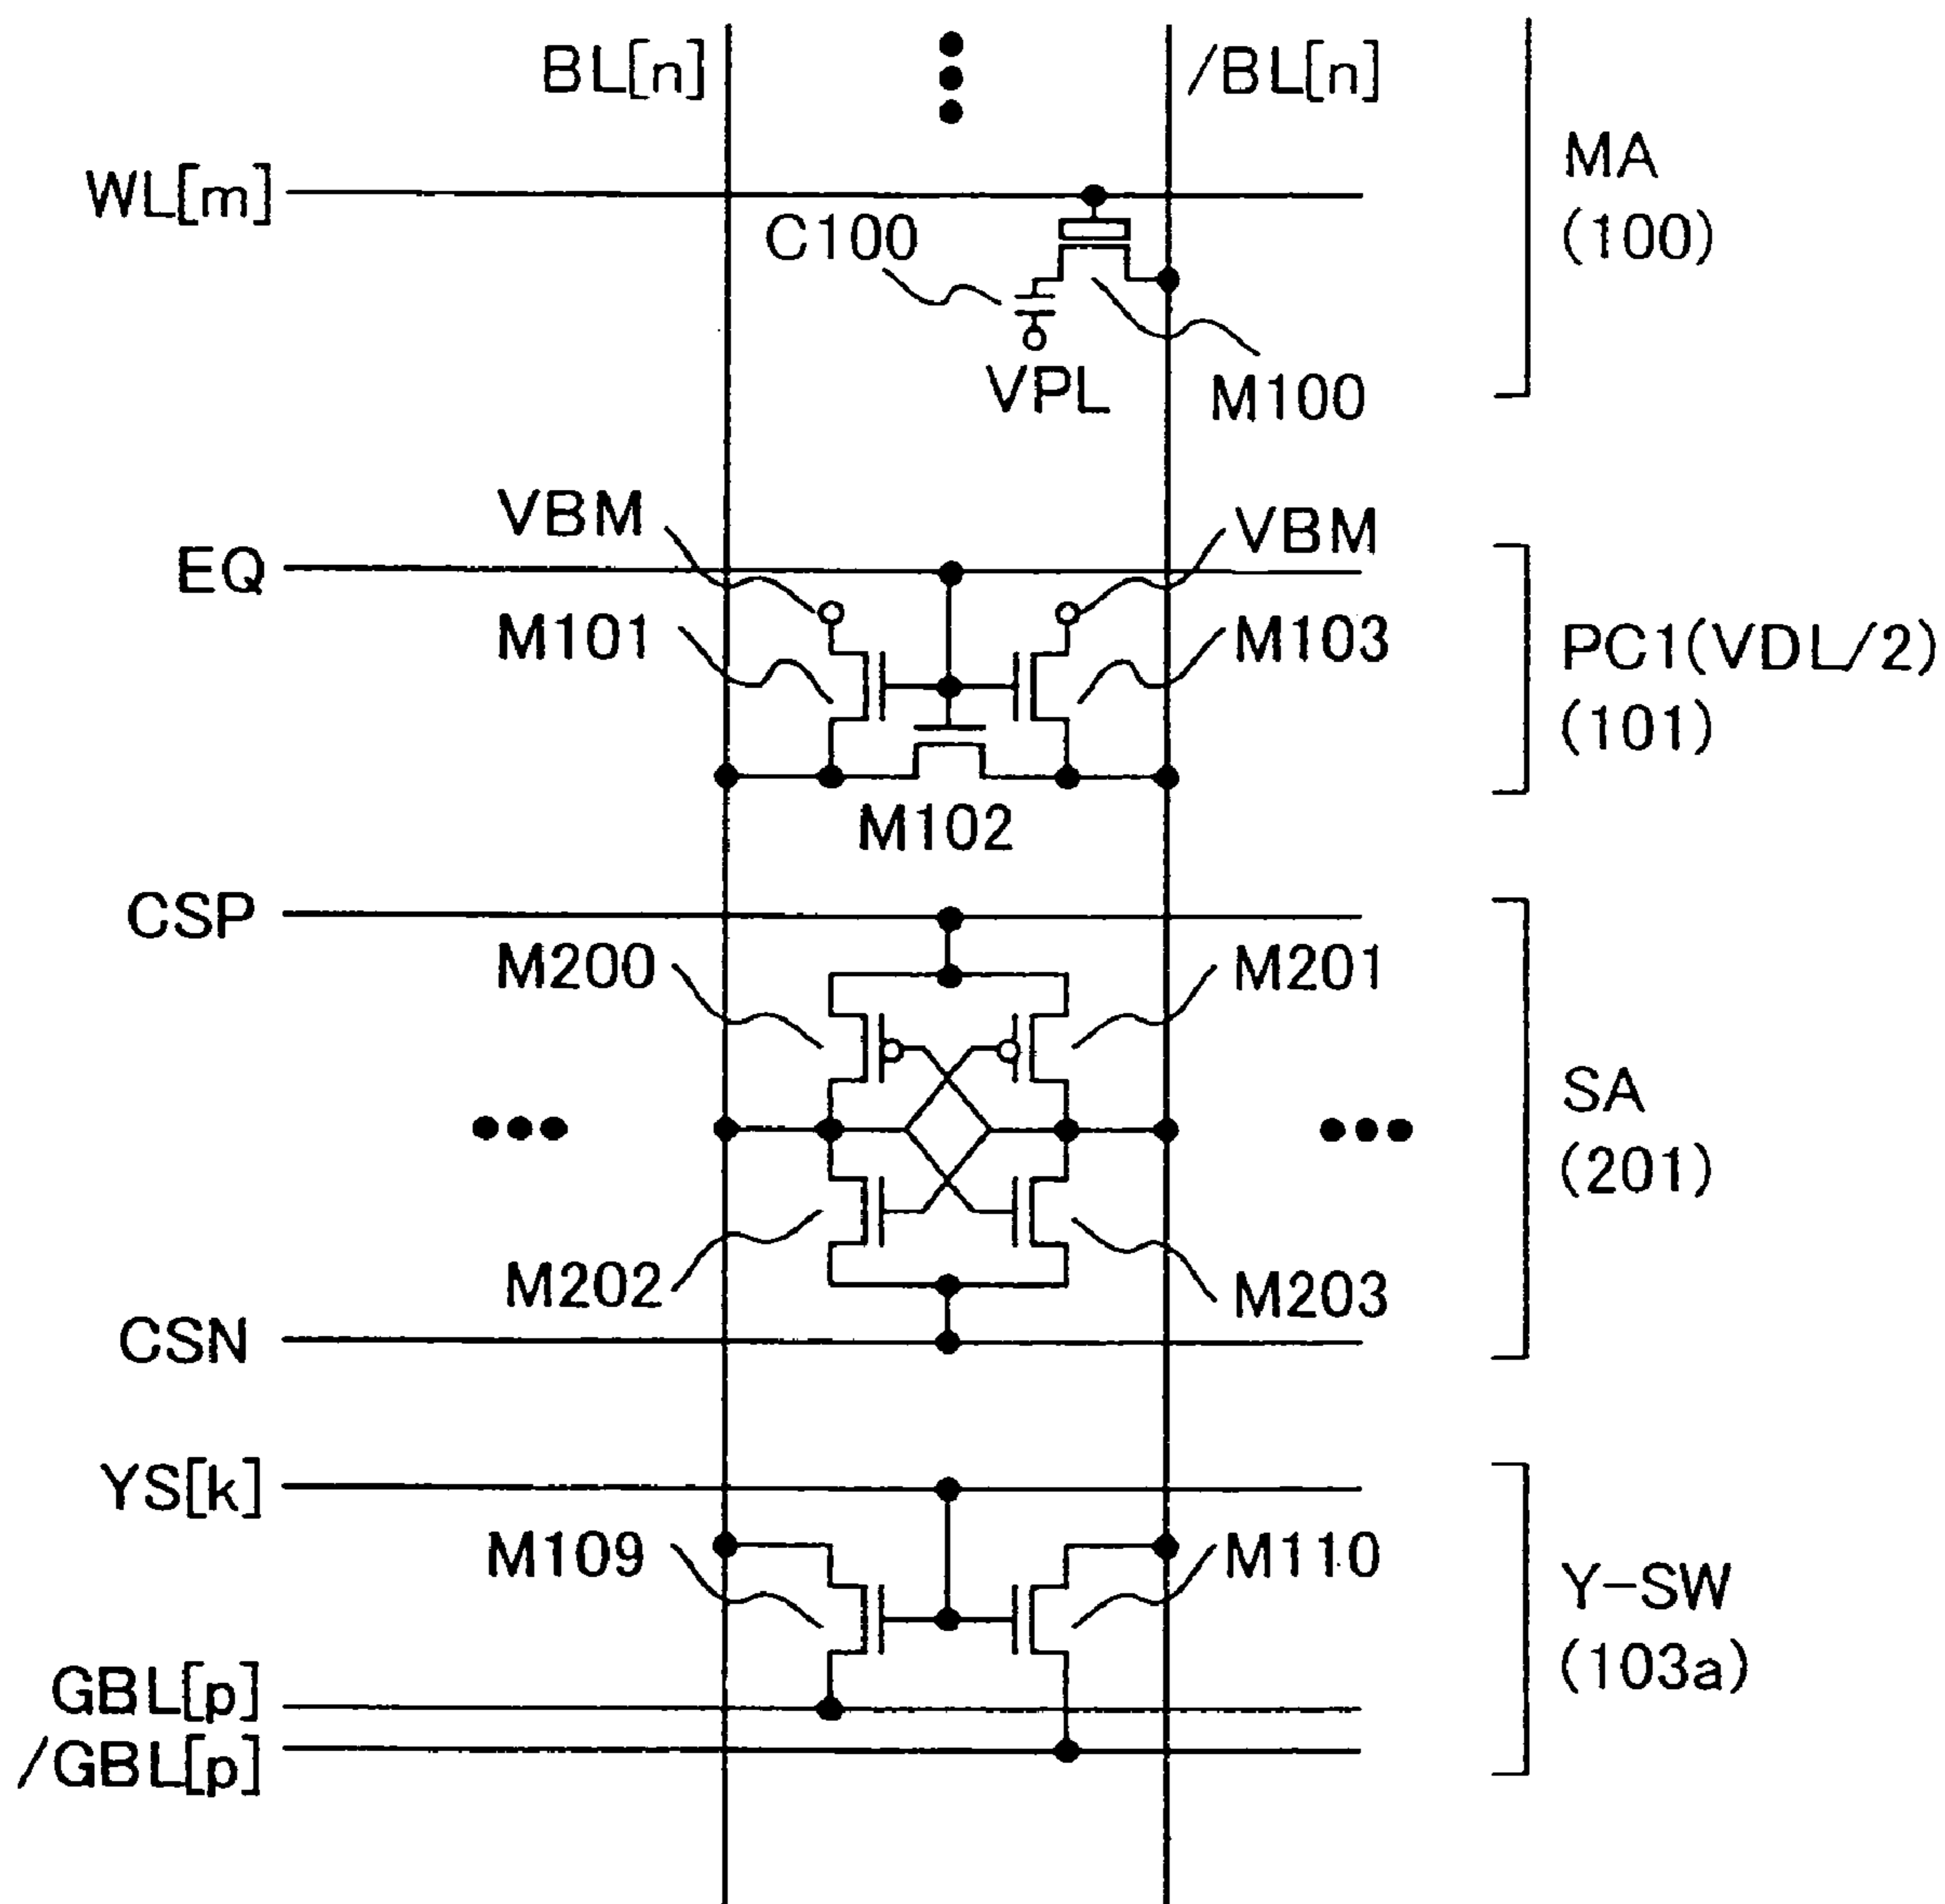 BL[n]
/BL[n]
WL[m]
C100
VPL
M100
MA
(100)
VBM
VBM
EQ
M101
M103
M102
PC1(VDL/2)
(101)
CSP
M200
M201
M202
M203
CSN
SA
(201)
YS[k]
M109
M110
GBL[p]
/GBL[p]
Y-SW
(103a)